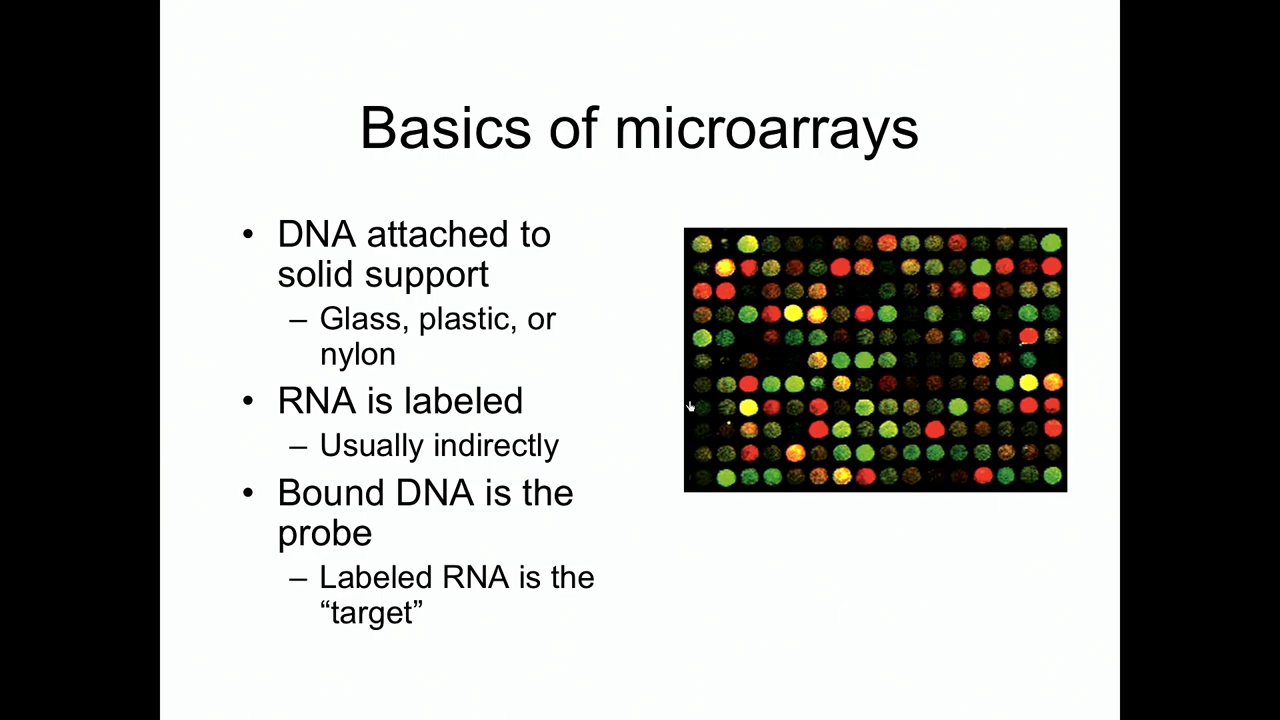 Basics of microarrays
• DNA attached to
solid support
– Glass, plastic, or
nylon
• RNA is labeled
– Usually indirectly
• Bound DNA is the
probe
– Labeled RNA is the
“target”